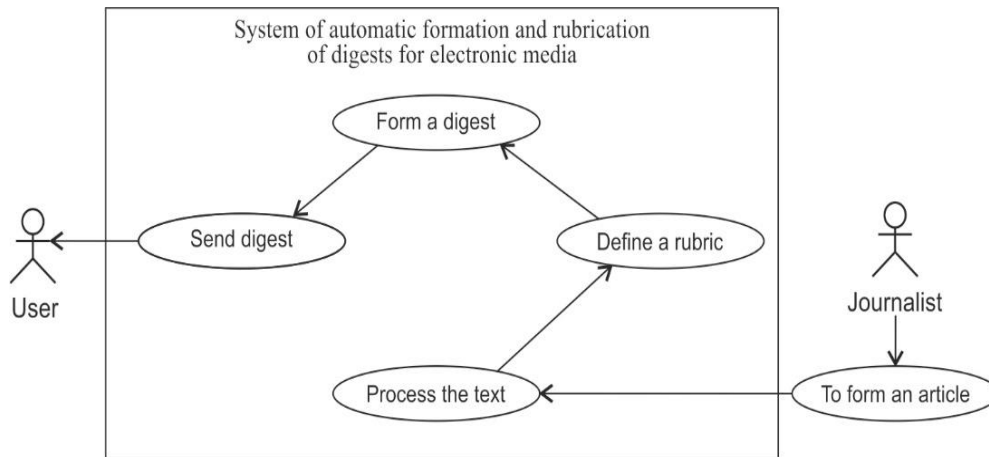 System of automatic formation and rubrication
of digests for electronic media
Form a digest
Send digest
Define a rubric
User
Journalist
Process the text
To form an article